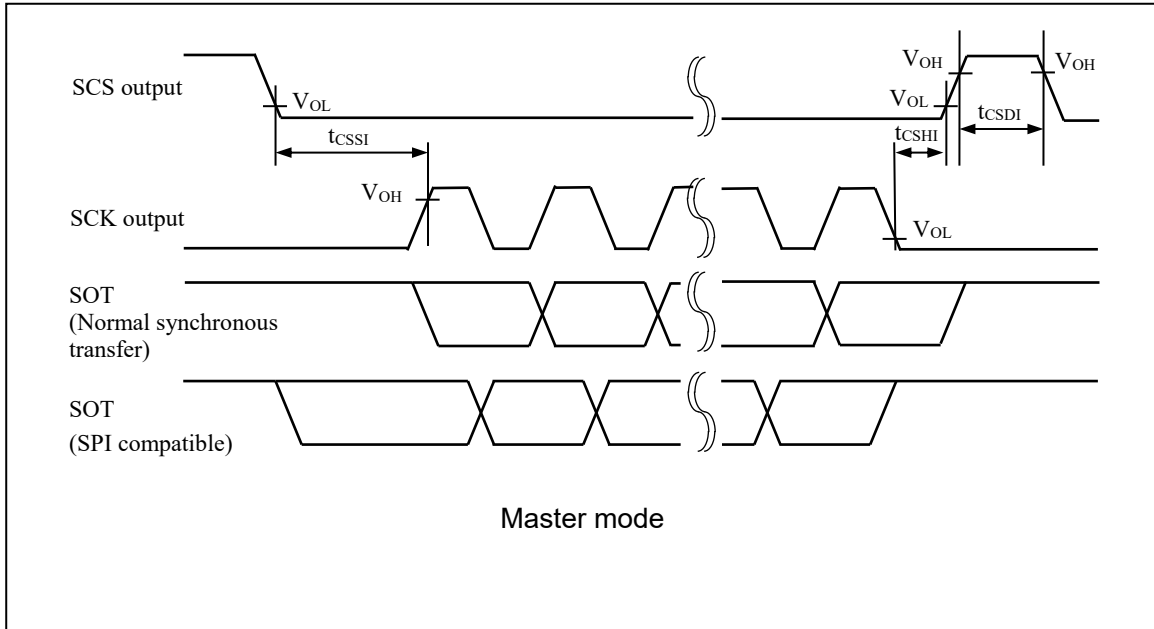 SCS output
VOL
VOH
VOL
VOH
tCSSI
tCSHI
tCSDI
SCK output
VOH
VOL
SOT
(Normal synchronous
transfer)
SOT
(SPI compatible)
Master mode